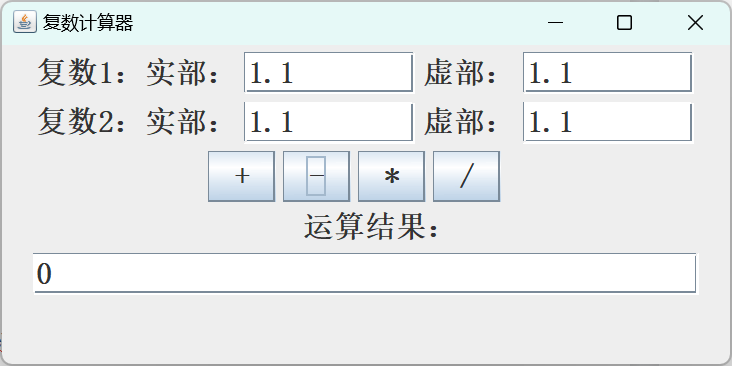 复数计算器
复数1：实部： 1.1 虚部： 1.1
复数2：实部： 1.1 虚部： 1.1
+ - * /
运算结果：
0